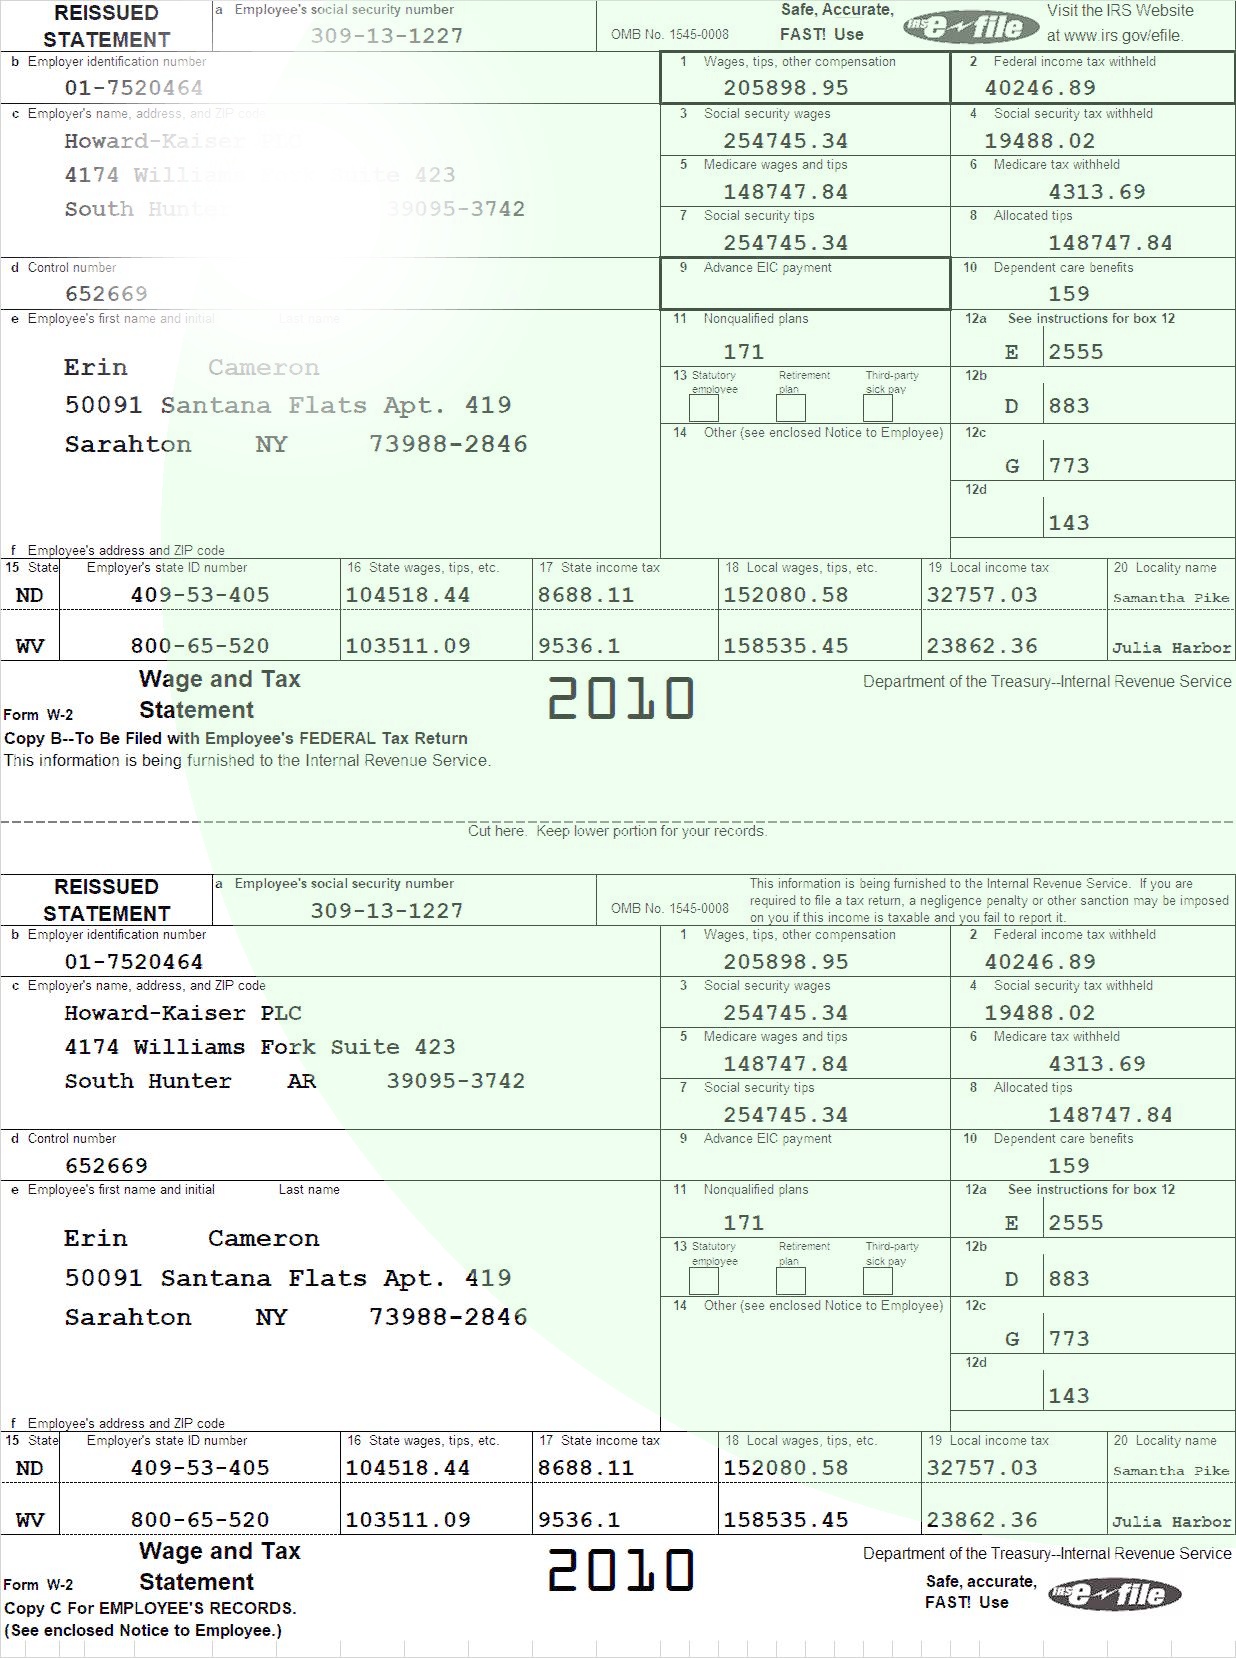 REISSUED STATEMENT
a Employee's social security number
309-13-1227
OMB No. 1545-0008
Safe, Accurate, FAST! Use
IRS e-file
Visit the IRS Website at www.irs.gov/efile.
b Employer identification number
01-7520464
1 Wages, tips, other compensation
205898.95
2 Federal income tax withheld
40246.89
c Employer's name, address, and ZIP code
Howard-Kaiser PLC
4174 Williams Suite 423
South Hunter 39095-3742
3 Social security wages
254745.34
4 Social security tax withheld
19488.02
5 Medicare wages and tips
148747.84
6 Medicare tax withheld
4313.69
7 Social security tips
254745.34
8 Allocated tips
148747.84
d Control number
652669
9 Advance EIC payment
10 Dependent care benefits
159
e Employee's first name and initial Last name
Erin Cameron
50091 Santana Flats Apt. 419
Sarahton NY 73988-2846
11 Nonqualified plans
171
12a See instructions for box 12
E 2555
13 Statutory employee Retirement plan Third-party sick pay
12b
D 883
14 Other (see enclosed Notice to Employee)
12c
G 773
12d
143
f Employee's address and ZIP code
15 State Employer's state ID number 16 State wages, tips, etc. 17 State income tax 18 Local wages, tips, etc. 19 Local income tax 20 Locality name
ND 409-53-405 104518.44 8688.11 152080.58 32757.03 Samantha Pike
WV 800-65-520 103511.09 9536.1 158535.45 23862.36 Julia Harbor
Form W-2 Wage and Tax Statement 2010 Department of the Treasury--Internal Revenue Service
Copy B--To Be Filed with Employee's FEDERAL Tax Return
This information is being furnished to the Internal Revenue Service.
Cut here. Keep lower portion for your records.
REISSUED STATEMENT
a Employee's social security number
309-13-1227
OMB No. 1545-0008
This information is being furnished to the Internal Revenue Service. If you are
required to file a tax return, a negligence penalty or other sanction may be imposed
on you if this income is taxable and you fail to report it.
b Employer identification number
01-7520464
1 Wages, tips, other compensation
205898.95
2 Federal income tax withheld
40246.89
c Employer's name, address, and ZIP code
Howard-Kaiser PLC
4174 Williams Fork Suite 423
South Hunter AR 39095-3742
3 Social security wages
254745.34
4 Social security tax withheld
19488.02
5 Medicare wages and tips
148747.84
6 Medicare tax withheld
4313.69
7 Social security tips
254745.34
8 Allocated tips
148747.84
d Control number
652669
9 Advance EIC payment
10 Dependent care benefits
159
e Employee's first name and initial Last name
Erin Cameron
50091 Santana Flats Apt. 419
Sarahton NY 73988-2846
11 Nonqualified plans
171
12a See instructions for box 12
E 2555
13 Statutory employee Retirement plan Third-party sick pay
12b
D 883
14 Other (see enclosed Notice to Employee)
12c
G 773
12d
143
f Employee's address and ZIP code
15 State Employer's state ID number 16 State wages, tips, etc. 17 State income tax 18 Local wages, tips, etc. 19 Local income tax 20 Locality name
ND 409-53-405 104518.44 8688.11 152080.58 32757.03 Samantha Pike
WV 800-65-520 103511.09 9536.1 158535.45 23862.36 Julia Harbor
Form W-2 Wage and Tax Statement 2010 Department of the Treasury--Internal Revenue Service
Copy C For EMPLOYEE'S RECORDS.
(See enclosed Notice to Employee.)
Safe, accurate, FAST! Use
IRS e-file